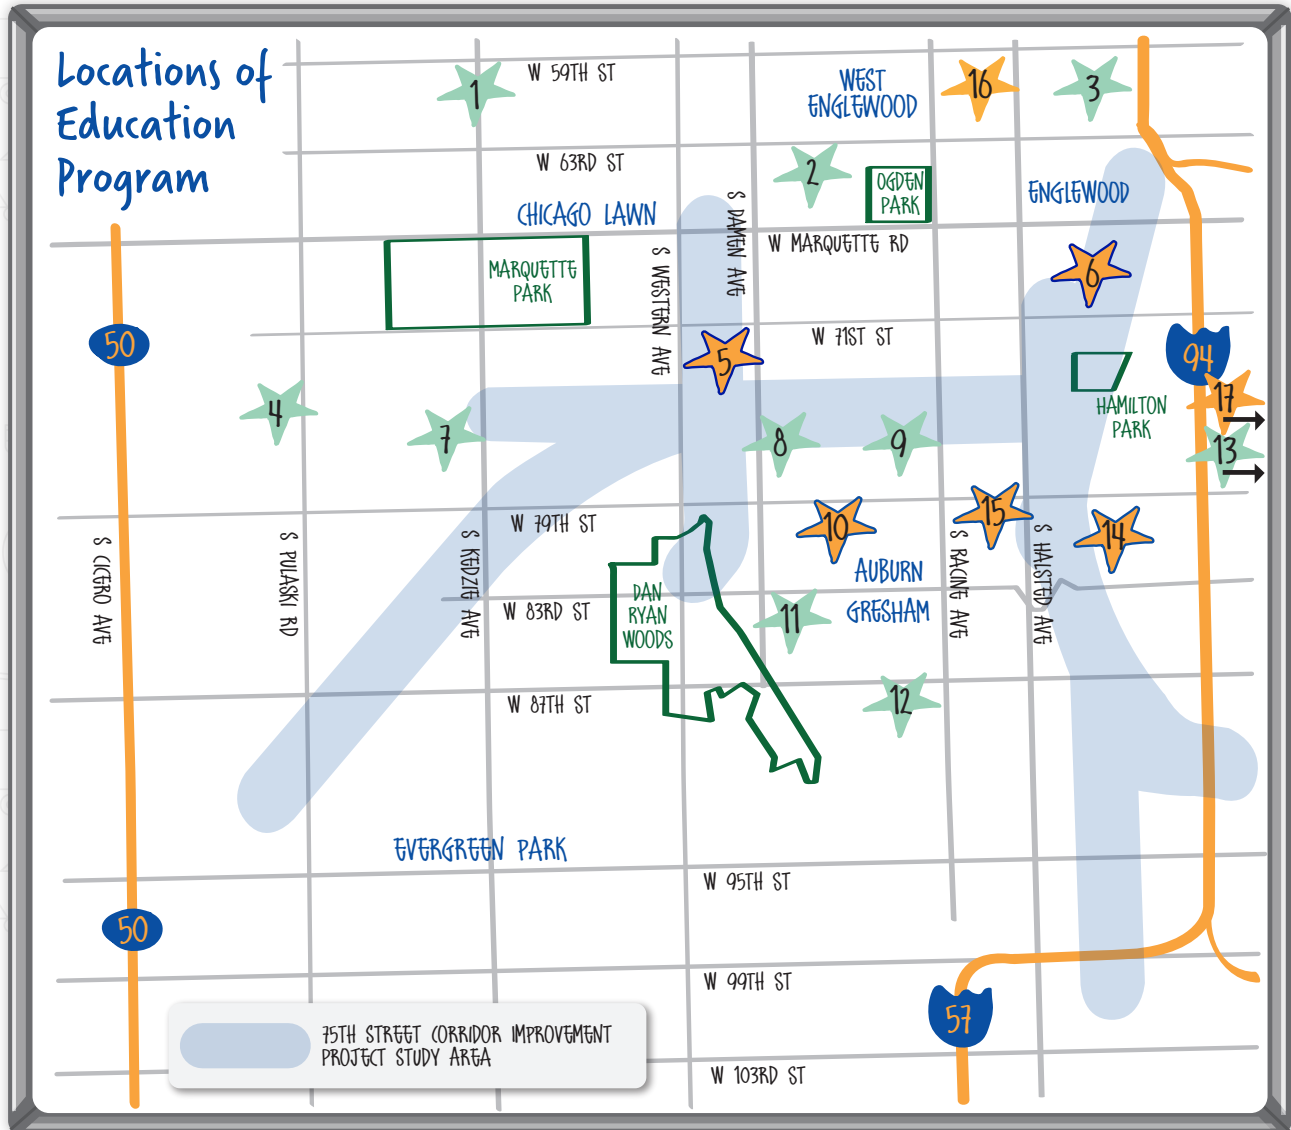 Locations of
Education
Program
1
W 59TH ST
WEST
ENGLEWOOD
16
3
W 63RD ST
2
OGDEN
PARK
ENGLEWOOD
CHICAGO LAWN
S DAMEN AVE
W MARQUETTE RD
MARQUETTE
PARK
S WESTERN AVE
6
50
W 71ST ST
5
94
4
7
8
9
HAMILTON
PARK
17
13
W 79TH ST
10
15
14
S CICERO AVE
S PULASKI RD
S KEDZIE AVE
S RACINE AVE
S HALSTED AVE
AUBURN
GRESHAM
DAN
RYAN
WOODS
W 83RD ST
11
W 87TH ST
12
EVERGREEN PARK
W 95TH ST
50
W 99TH ST
57
75TH STREET CORRIDOR IMPROVEMENT
PROJECT STUDY AREA
W 103RD ST